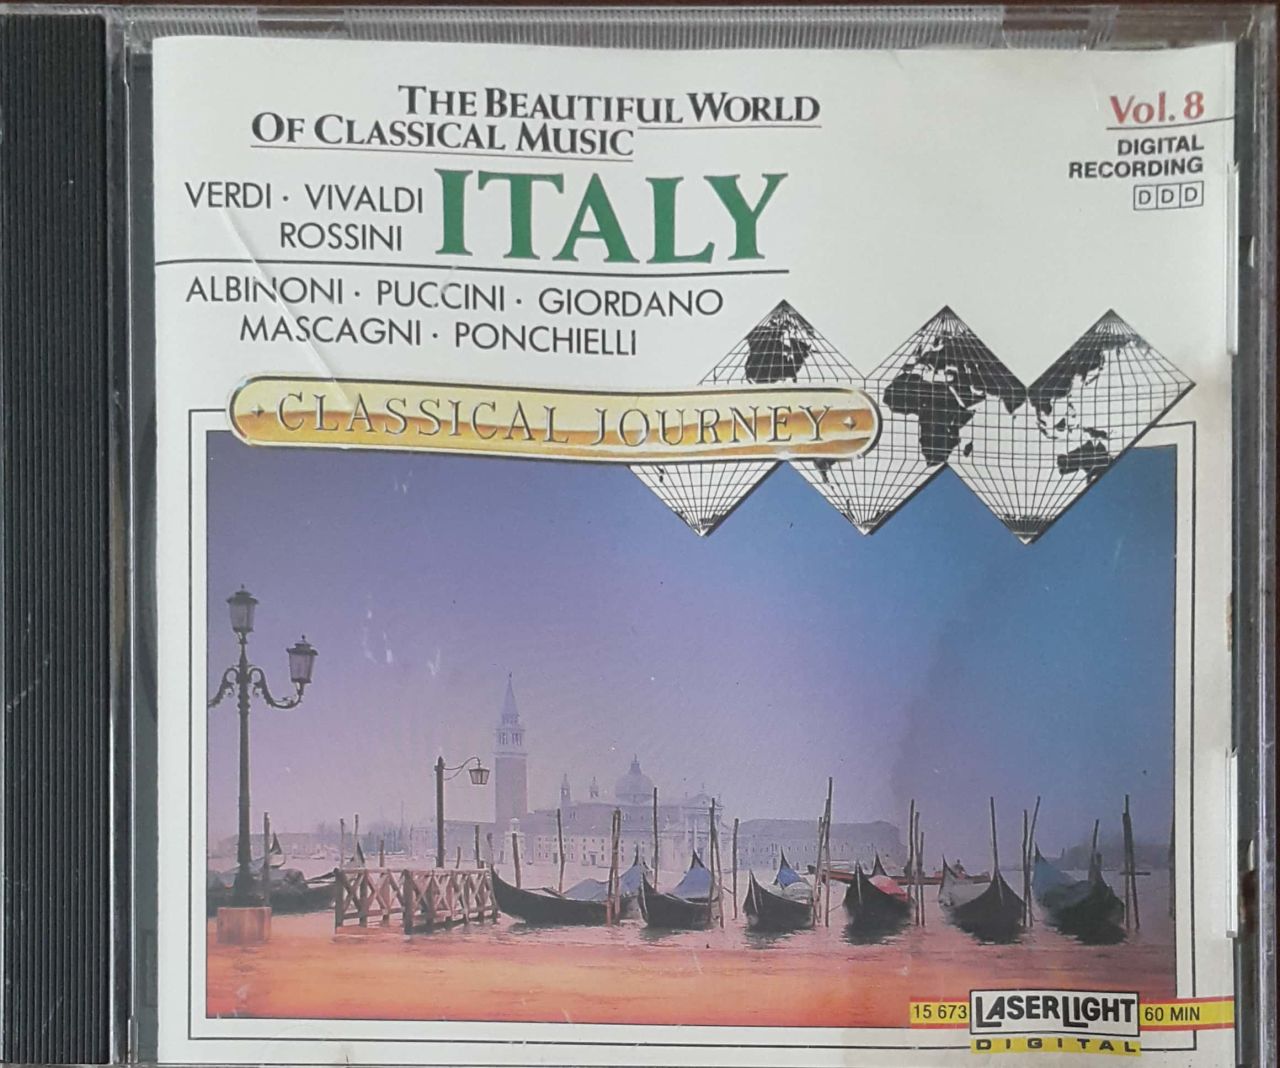 THE BEAUTIFUL WORLD
OF CLASSICAL MUSIC
Vol. 8
DIGITAL
RECORDING
DDD
VERDI · VIVALDI
ROSSINI
ITALY
ALBINONI · PUCCINI · GIORDANO
MASCAGNI · PONCHIELLI
CLASSICAL JOURNEY
15 673 LASERLIGHT 60 MIN
DIGITAL